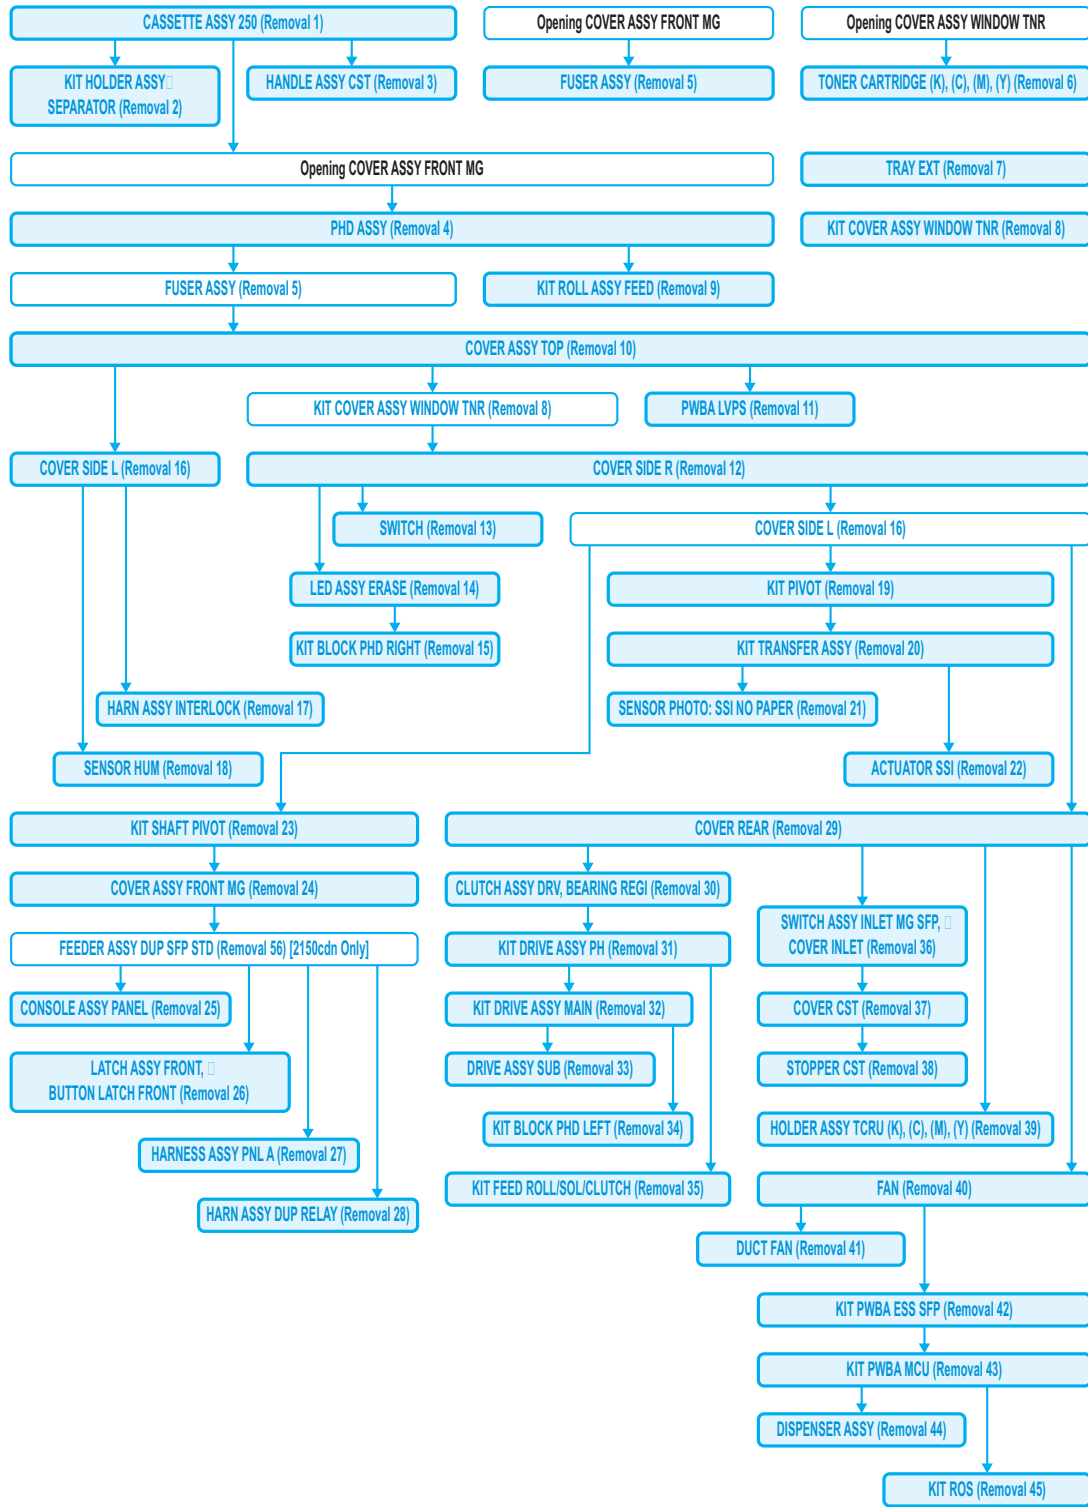 CASSETTE ASSY 250 (Removal 1)
Opening COVER ASSY FRONT MG
Opening COVER ASSY WINDOW TNR
KIT HOLDER ASSY□
SEPARATOR (Removal 2)
HANDLE ASSY CST (Removal 3)
FUSER ASSY (Removal 5)
TONER CARTRIDGE (K), (C), (M), (Y) (Removal 6)
Opening COVER ASSY FRONT MG
TRAY EXT (Removal 7)
PHD ASSY (Removal 4)
KIT COVER ASSY WINDOW TNR (Removal 8)
FUSER ASSY (Removal 5)
KIT ROLL ASSY FEED (Removal 9)
COVER ASSY TOP (Removal 10)
KIT COVER ASSY WINDOW TNR (Removal 8)
PWBA LVPS (Removal 11)
COVER SIDE L (Removal 16)
COVER SIDE R (Removal 12)
SWITCH (Removal 13)
COVER SIDE L (Removal 16)
LED ASSY ERASE (Removal 14)
KIT PIVOT (Removal 19)
KIT BLOCK PHD RIGHT (Removal 15)
KIT TRANSFER ASSY (Removal 20)
HARN ASSY INTERLOCK (Removal 17)
SENSOR PHOTO: SSI NO PAPER (Removal 21)
SENSOR HUM (Removal 18)
ACTUATOR SSI (Removal 22)
KIT SHAFT PIVOT (Removal 23)
COVER REAR (Removal 29)
COVER ASSY FRONT MG (Removal 24)
CLUTCH ASSY DRV, BEARING REGI (Removal 30)
SWITCH ASSY INLET MG SFP, □
COVER INLET (Removal 36)
FEEDER ASSY DUP SFP STD (Removal 56) [2150cdn Only]
KIT DRIVE ASSY PH (Removal 31)
CONSOLE ASSY PANEL (Removal 25)
KIT DRIVE ASSY MAIN (Removal 32)
COVER CST (Removal 37)
LATCH ASSY FRONT, □
BUTTON LATCH FRONT (Removal 26)
DRIVE ASSY SUB (Removal 33)
STOPPER CST (Removal 38)
KIT BLOCK PHD LEFT (Removal 34)
HOLDER ASSY TCRU (K), (C), (M), (Y) (Removal 39)
HARNESS ASSY PNL A (Removal 27)
KIT FEED ROLL/SOL/CLUTCH (Removal 35)
FAN (Removal 40)
HARN ASSY DUP RELAY (Removal 28)
DUCT FAN (Removal 41)
KIT PWBA ESS SFP (Removal 42)
KIT PWBA MCU (Removal 43)
DISPENSER ASSY (Removal 44)
KIT ROS (Removal 45)